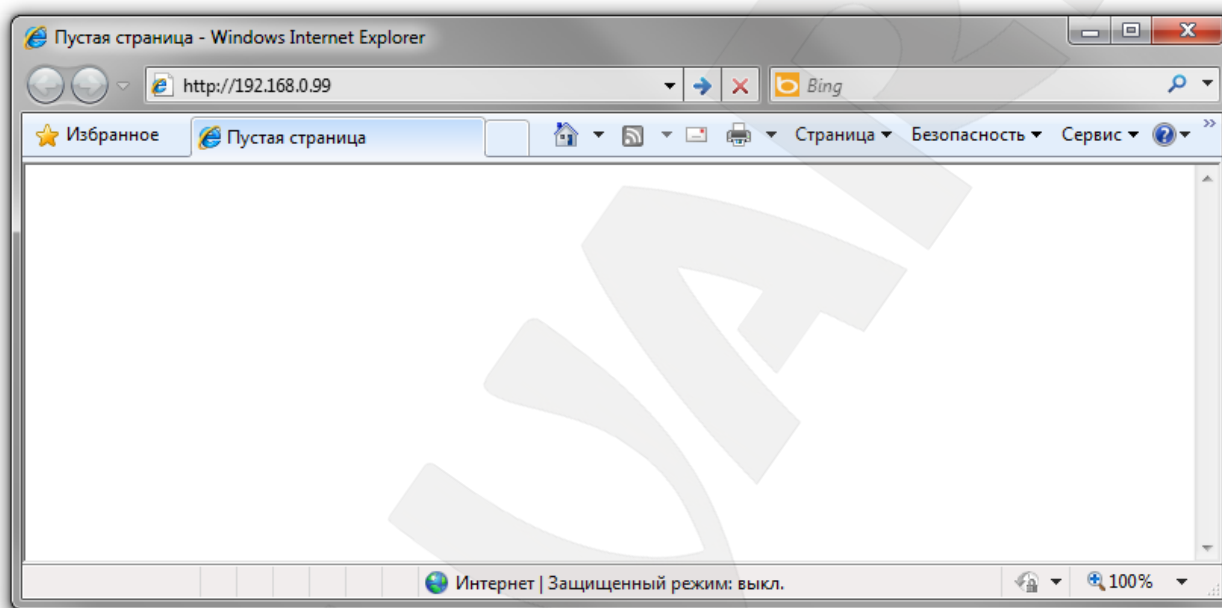 Пустая страница - Windows Internet Explorer
http://192.168.0.99
Bing
Избранное
Пустая страница
Страница
Безопасность
Сервис
Интернет | Защищенный режим: выкл.
100%